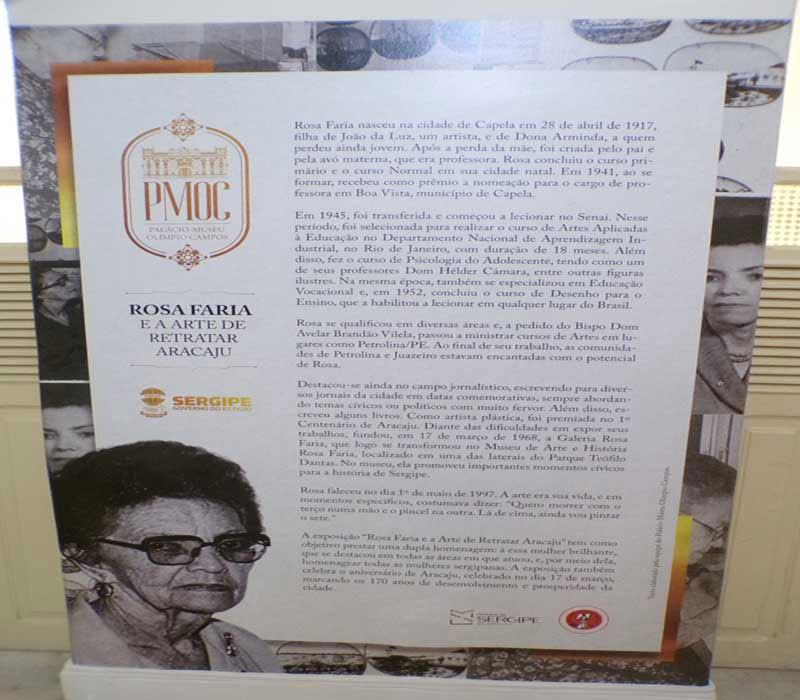 PMOC
PALÁCIO MUSEU
OLÍMPIO CAMPOS
ROSA FARIA
E A ARTE DE
RETRATAR
ARACAJU
SERGIPE
GOVERNO DO ESTADO
Rosa Faria nasceu na cidade de Capela em 28 de abril de 1917,
filha de João da Luz, um artista, e de Dona Arminda, a quem
perdeu ainda jovem. Após a perda da mãe, foi criada pelo pai e
pela avó materna, que era professora. Rosa concluiu o curso pri-
mário e o curso Normal em sua cidade natal. Em 1941, ao se
formar, recebeu como prêmio a nomeação para o cargo de pro-
fessora em Boa Vista, município de Capela.
Em 1945, foi transferida e começou a lecionar no Senai. Nesse
período, foi selecionada para realizar o curso de Artes Aplicadas
à Educação no Departamento Nacional de Aprendizagem In-
dustrial, no Rio de Janeiro, com duração de 18 meses. Além
disso, fez o curso de Psicologia do Adolescente, tendo como um
de seus professores Dom Hélder Câmara, entre outras figuras
ilustres. Na mesma época, também se especializou em Educação
Vocacional e, em 1952, concluiu o curso de Desenho para o
Ensino, que a habilitou a lecionar em qualquer lugar do Brasil.
Rosa se qualificou em diversas áreas e, a pedido do Bispo Dom
Avelar Brandão Vilela, passou a ministrar cursos de Artes em lu-
gares como Petrolina/PE. Ao final de seu trabalho, as comunida-
des de Petrolina e Juazeiro estavam encantadas com o potencial
de Rosa.
Destacou-se ainda no campo jornalístico, escrevendo para diver-
sos jornais da cidade em datas comemorativas, sempre abordan-
do temas cívicos ou políticos com muito fervor. Além disso, es-
creveu alguns livros. Como artista plástica, foi premiada no 1º
Centenário de Aracaju. Diante das dificuldades em expor seus
trabalhos, fundou, em 17 de março de 1968, a Galeria Rosa
Faria, que logo se transformou no Museu de Arte e História
Rosa Faria, localizado em uma das laterais do Parque Teófilo
Dantas. No museu, ela promoveu importantes momentos cívicos
para a história de Sergipe.
Rosa faleceu no dia 1º de maio de 1997. A arte era sua vida, e em
momentos específicos, costumava dizer: "Quero morrer com o
terço numa mão e o pincel na outra. Lá de cima, ainda vou pintar
o sete."
A exposição "Rosa Faria e a Arte de Retratar Aracaju" tem como
objetivo prestar uma dupla homenagem: à essa mulher brilhante,
que se destacou em todas as áreas em que atuou, e, por meio dela,
homenagear todas as mulheres sergipanas. A exposição também
celebra o aniversário de Aracaju, celebrado no dia 17 de março,
marcando os 170 anos de desenvolvimento e prosperidade da
cidade.
Texto elaborado pela equipe do Palácio Museu Olímpio Campos
SERGIPE